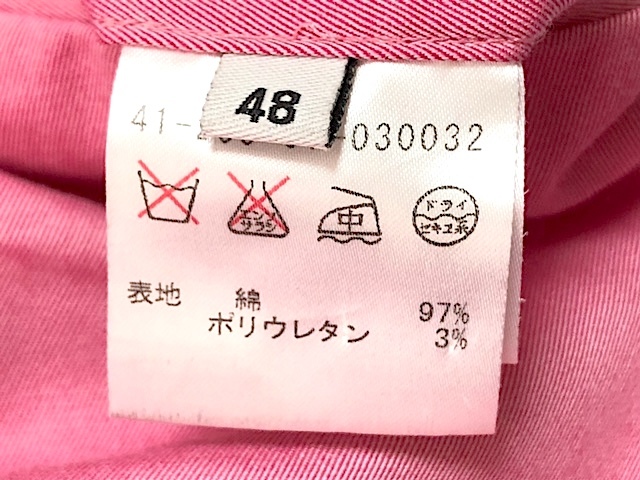 48
41- -030032
エンソ
サラシ
中
ドライ
セキユ系
表地 綿 97%
ポリウレタン 3%